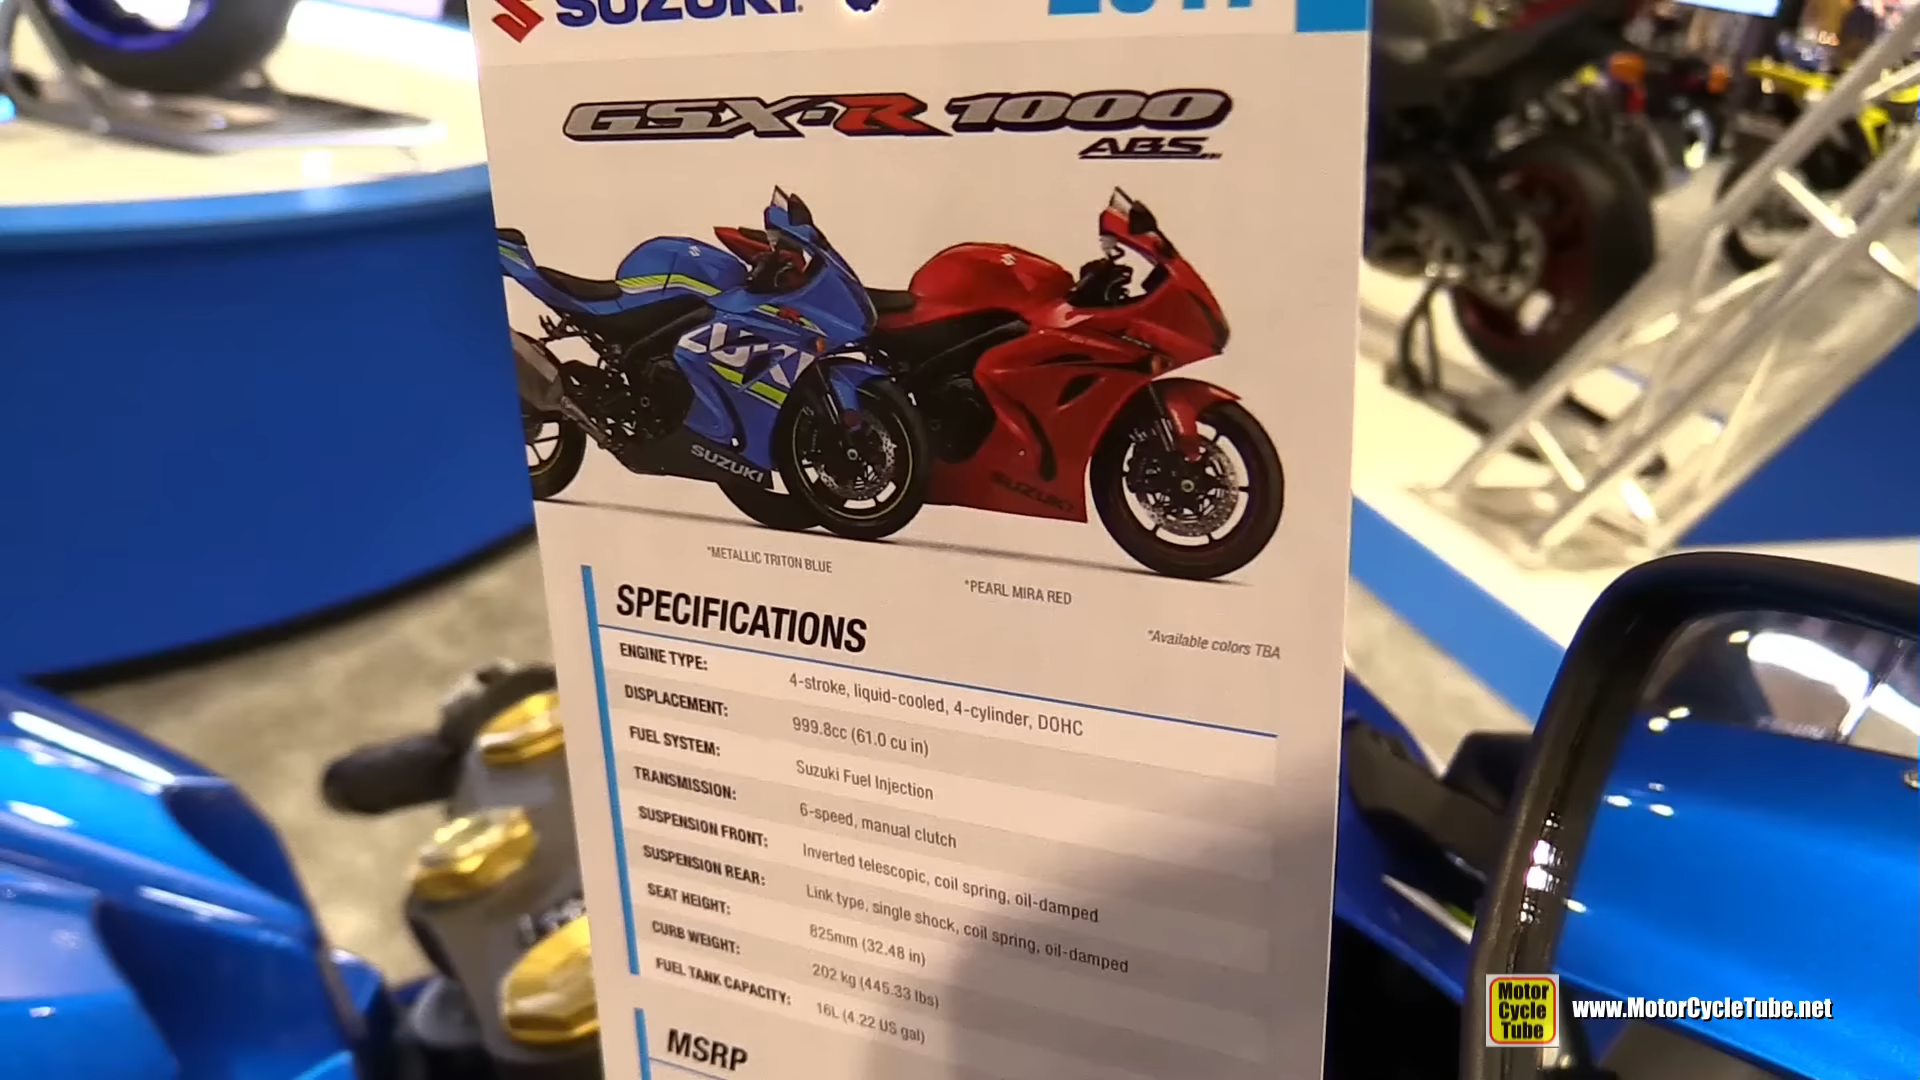 SUZUKI 2017
GSX-R 1000
ABS
SUZUKI
SUZUKI
*METALLIC TRITON BLUE
*PEARL MIRA RED
*Available colors TBA
SPECIFICATIONS
ENGINE TYPE: 4-stroke, liquid-cooled, 4-cylinder, DOHC
DISPLACEMENT: 999.8cc (61.0 cu in)
FUEL SYSTEM: Suzuki Fuel Injection
TRANSMISSION: 6-speed, manual clutch
SUSPENSION FRONT: Inverted telescopic, coil spring, oil-damped
SUSPENSION REAR: Link type, single shock, coil spring, oil-damped
SEAT HEIGHT: 825mm (32.48 in)
CURB WEIGHT: 202 kg (445.33 lbs)
FUEL TANK CAPACITY: 16L (4.22 US gal)
MSRP
Motor
Cycle
Tube
www.MotorCycleTube.net